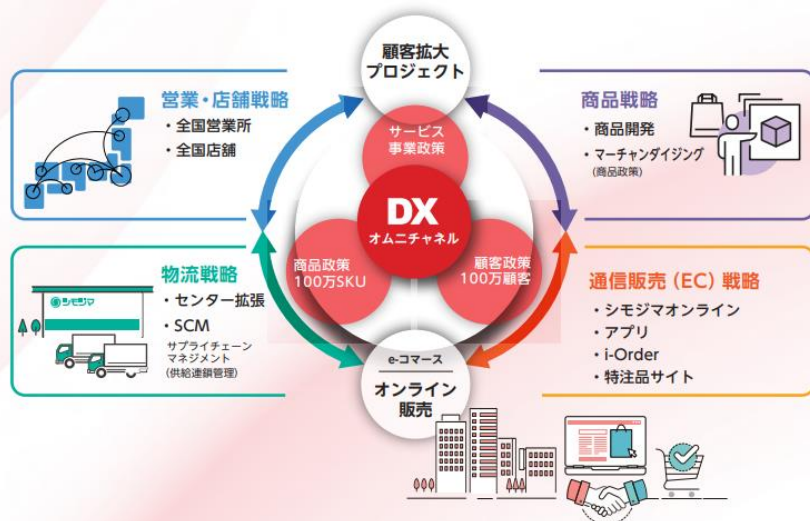 顧客拡大
プロジェクト
営業・店舗戦略
・全国営業所
・全国店舗
商品戦略
・商品開発
・マーチャンダイジング
(商品政策)
サービス
事業政策
DX
オムニチャネル
商品政策
100万SKU
顧客政策
100万顧客
物流戦略
・センター拡張
・SCM
サプライチェーン
マネジメント
(供給連鎖管理)
シモジマ
通信販売(EC)戦略
・シモジマオンライン
・アプリ
・i-Order
・特注品サイト
e-コマース
オンライン
販売